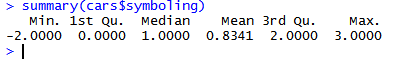 > summary(cars$symboling)
   Min. 1st Qu.  Median    Mean 3rd Qu.    Max.
-2.0000  0.0000  1.0000  0.8341  2.0000  3.0000
>